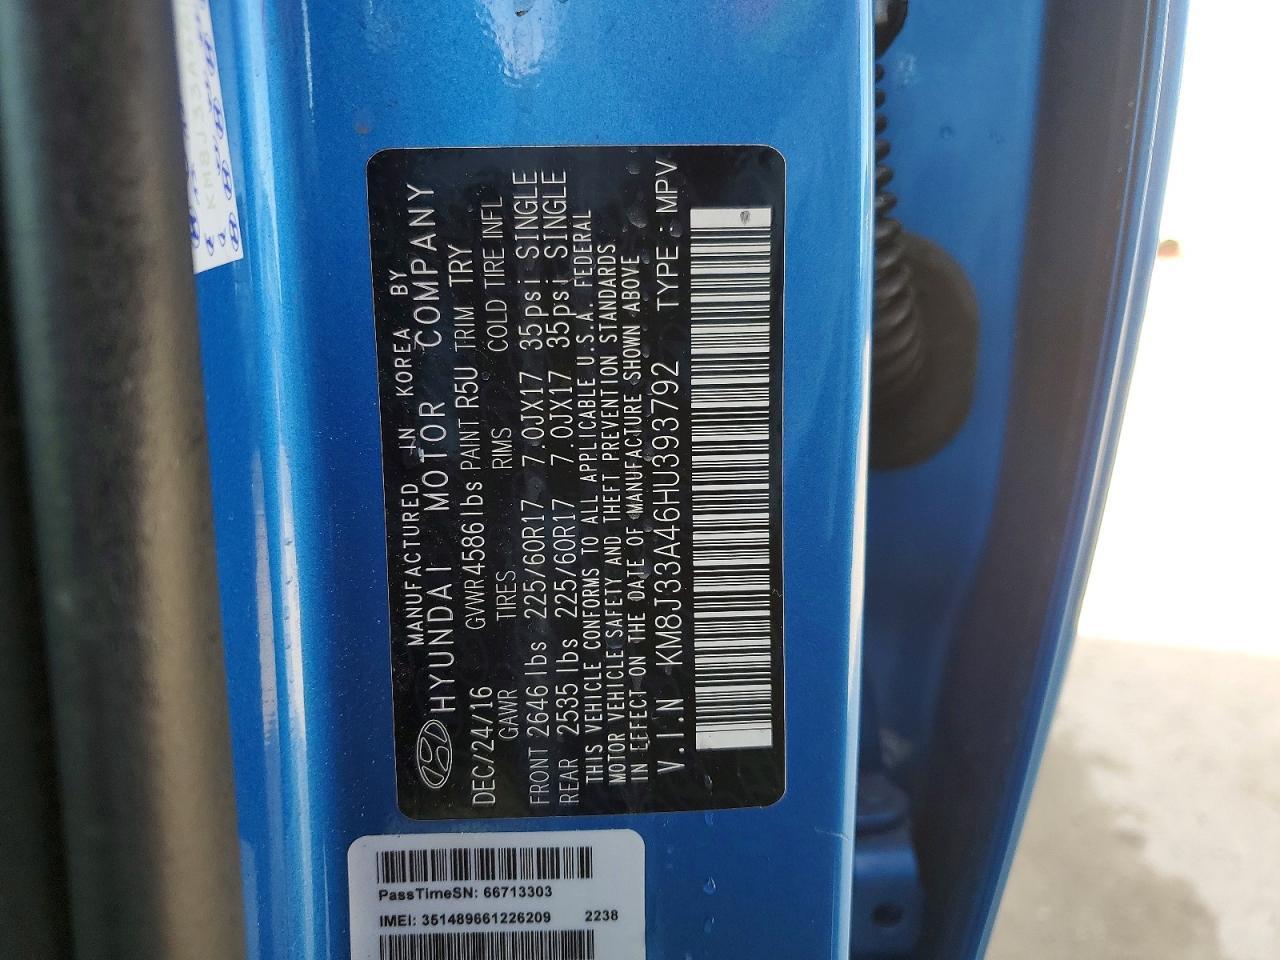 MANUFACTURED IN KOREA BY
HYUNDAI MOTOR COMPANY
DEC/24/16 GVWR4586lbs PAINT R5U TRIM TRY
GAWR TIRES RIMS COLD TIRE INFL
FRONT 2646 lbs 225/60R17 7.0JX17 35psi SINGLE
REAR 2535 lbs 225/60R17 7.0JX17 35psi SINGLE
THIS VEHICLE CONFORMS TO ALL APPLICABLE U.S.A. FEDERAL
MOTOR VEHICLE SAFETY AND THEFT PREVENTION STANDARDS
IN EFFECT ON THE DATE OF MANUFACTURE SHOWN ABOVE
V.I.N KM8J33A46HU393792 TYPE : MPV
PassTimeSN: 66713303
IMEI: 351489661226209 2238
KM8J33A4